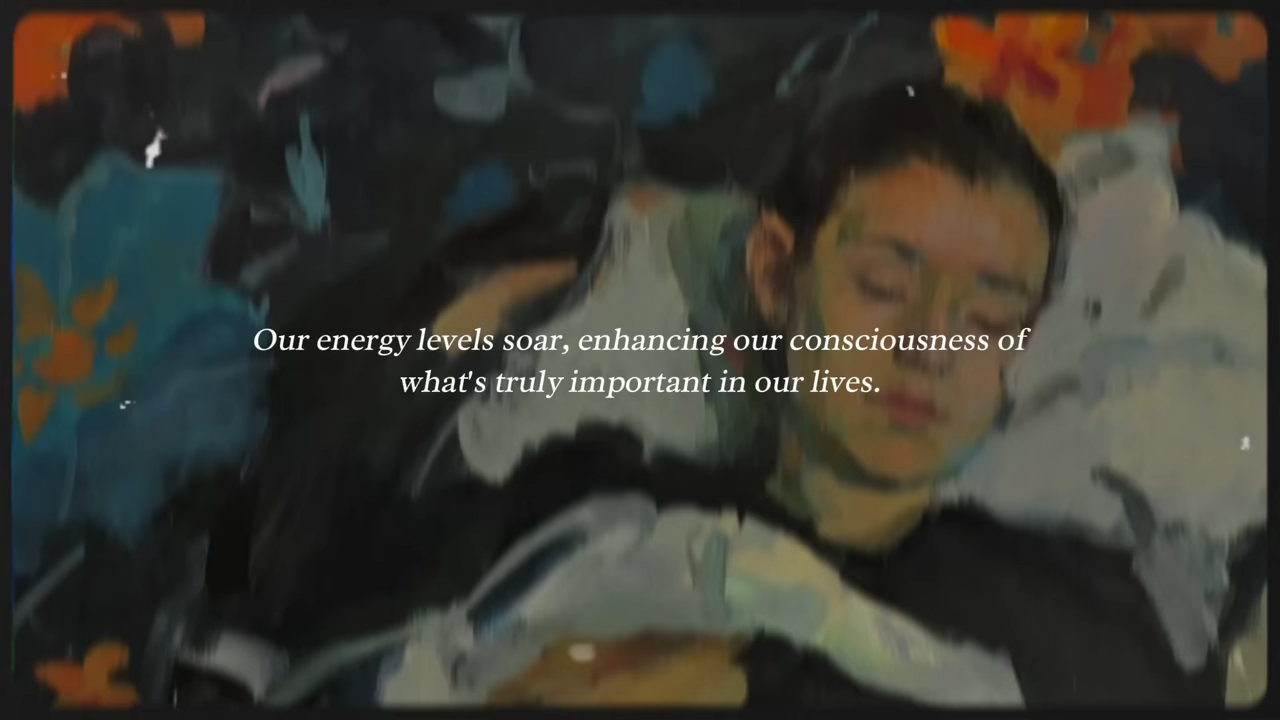 Our energy levels soar, enhancing our consciousness of
what's truly important in our lives.